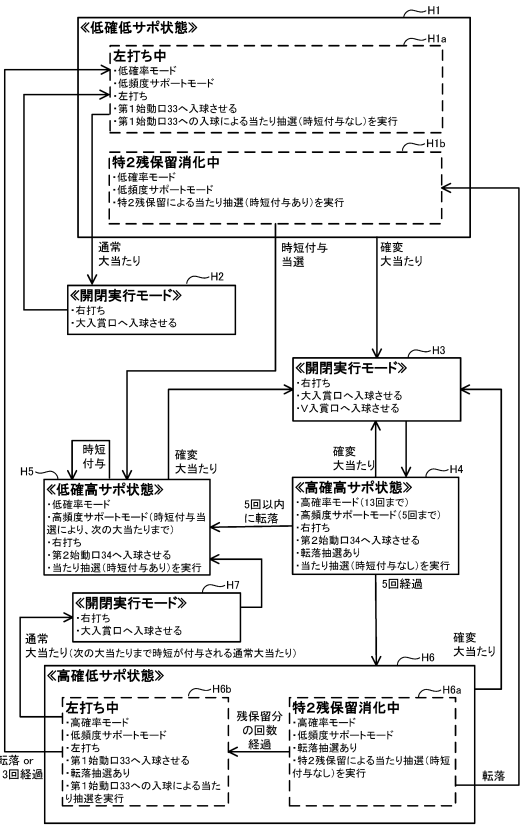 H1
≪低確低サポ状態≫
H1a
左打ち中
・低確率モード
・低頻度サポートモード
・左打ち
・第1始動口33へ入球させる
・第1始動口33への入球による当たり抽選(時短付与なし)を実行
H1b
特2残保留消化中
・低確率モード
・低頻度サポートモード
・特2残保留による当たり抽選(時短付与あり)を実行
通常
大当たり
時短付与
当選
確変
大当たり
H2
≪開閉実行モード≫
・右打ち
・大入賞口へ入球させる
H3
≪開閉実行モード≫
・右打ち
・大入賞口へ入球させる
・V入賞口へ入球させる
時短
付与
確変
大当たり
確変
大当たり
H5
≪低確高サポ状態≫
・低確率モード
・高頻度サポートモード(時短付与当
選により、次の大当たりまで)
・右打ち
・第2始動口34へ入球させる
・当たり抽選(時短付与あり)を実行
5回以内
に転落
H4
≪高確高サポ状態≫
・高確率モード(13回まで)
・高頻度サポートモード(5回まで)
・右打ち
・第2始動口34へ入球させる
・転落抽選あり
・当たり抽選(時短付与なし)を実行
5回経過
H7
≪開閉実行モード≫
・右打ち
・大入賞口へ入球させる
通常
大当たり(次の大当たりまで時短が付与される通常大当たり)
確変
大当たり
H6
≪高確低サポ状態≫
H6b
左打ち中
・高確率モード
・低頻度サポートモード
・左打ち
・第1始動口33へ入球させる
・転落抽選あり
・第1始動口33への入球による当た
り抽選を実行
残保留分
の回数
経過
H6a
特2残保留消化中
・高確率モード
・低頻度サポートモード
・転落抽選あり
・特2残保留による当たり抽選(時短
付与なし)を実行
転落 or
3回経過
転落